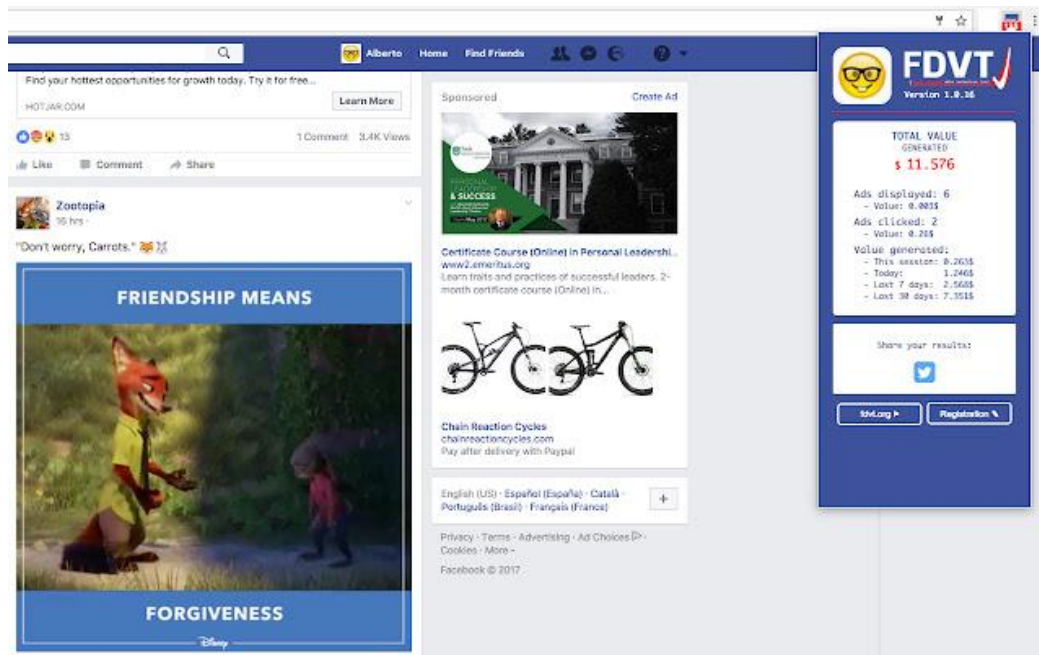 Alberto Home Find Friends
Find your hottest opportunities for growth today. Try it for free...
HOTJAR.COM
Learn More
13
1 Comment 3.4K Views
Like Comment Share
Zootopia
16 hrs ·
"Don't worry, Carrots."
FRIENDSHIP MEANS
FORGIVENESS
Disney
Sponsored
Create Ad
PERSONAL
LEADERSHIP
& SUCCESS
Certificate Course (Online) in Personal Leadershi...
www2.emeritus.org
Learn traits and practices of successful leaders. 2-
month certificate course (Online) in...
Chain Reaction Cycles
chainreactioncycles.com
Pay after delivery with Paypal
English (US) · Español (España) · Català ·
Português (Brasil) · Français (France)
+
Privacy · Terms · Advertising · Ad Choices ·
Cookies · More
Facebook © 2017
FDVT
Version 1.0.16
TOTAL VALUE
GENERATED
$ 11.576
Ads displayed: 6
- Value: 0.003$
Ads clicked: 2
- Value: 0.26$
Value generated:
- This session: 0.263$
- Today: 1.246$
- Last 7 days: 2.568$
- Last 30 days: 7.351$
Share your results:
fdvt.org
Registration